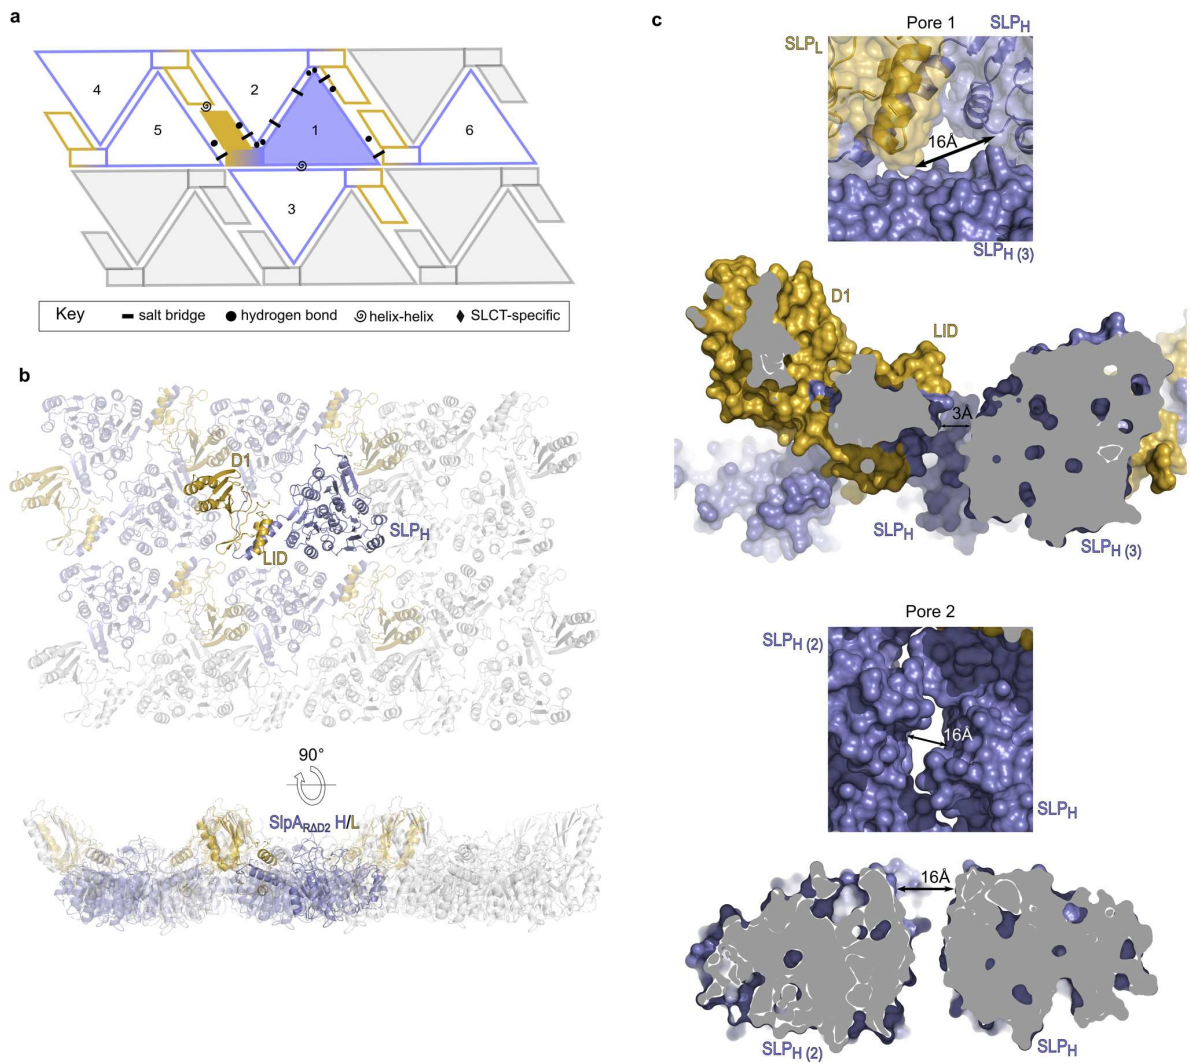 a
4
2
5
1
6
3
Key
salt bridge
hydrogen bond
helix-helix
SLCT-specific
b
D1
SLPH
LID
90°
SlpARΔD2 H/L
c
Pore 1
SLPH
SLPL
16Å
SLPH (3)
D1
LID
3Å
SLPH
SLPH (3)
Pore 2
SLPH (2)
16Å
SLPH
16Å
SLPH (2)
SLPH